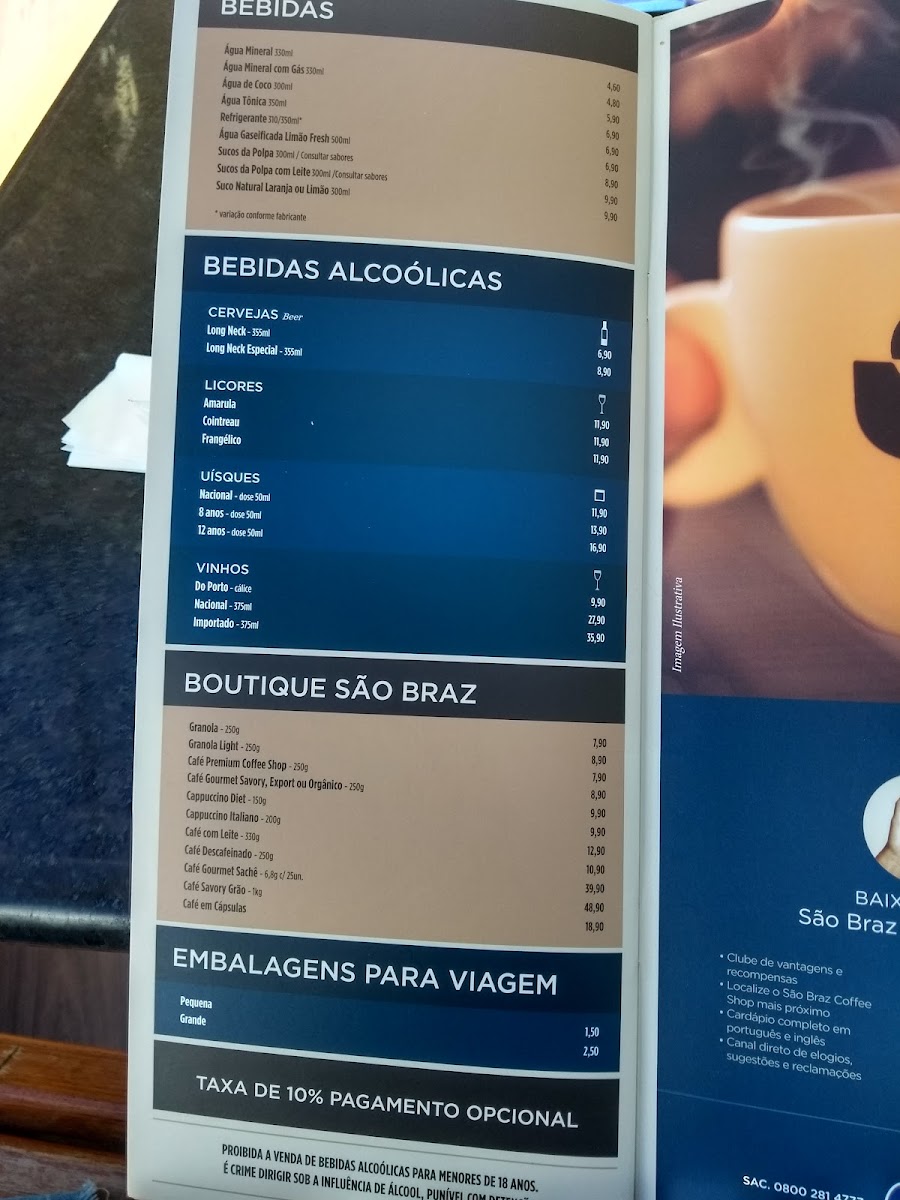 BEBIDAS
Água Mineral 330ml 4,60
Água Mineral com Gás 330ml 4,80
Água de Coco 300ml 5,90
Água Tônica 350ml 6,90
Refrigerante 310/350ml* 6,90
Água Gaseificada Limão Fresh 500ml 6,90
Sucos da Polpa 300ml / Consultar sabores 8,90
Sucos da Polpa com Leite 300ml /Consultar sabores 9,90
Suco Natural Laranja ou Limão 300ml 9,90
* variação conforme fabricante
BEBIDAS ALCOÓLICAS
CERVEJAS Beer
Long Neck - 355ml 6,90
Long Neck Especial - 355ml 8,90
LICORES
Amarula 11,90
Cointreau 11,90
Frangélico 11,90
UÍSQUES
Nacional - dose 50ml 11,90
8 anos - dose 50ml 13,90
12 anos - dose 50ml 16,90
VINHOS
Do Porto - cálice 9,90
Nacional - 375ml 27,90
Importado - 375ml 35,90
BOUTIQUE SÃO BRAZ
Granola - 250g 7,90
Granola Light - 250g 8,90
Café Premium Coffee Shop - 250g 7,90
Café Gourmet Savory, Export ou Orgânico - 250g 8,90
Cappuccino Diet - 150g 9,90
Cappuccino Italiano - 200g 9,90
Café com Leite - 330g 12,90
Café Descafeinado - 250g 10,90
Café Gourmet Sachê - 6,8g c/ 25un. 39,90
Café Savory Grão - 1kg 48,90
Café em Cápsulas 18,90
EMBALAGENS PARA VIAGEM
Pequena 1,50
Grande 2,50
TAXA DE 10% PAGAMENTO OPCIONAL
PROIBIDA A VENDA DE BEBIDAS ALCOÓLICAS PARA MENORES DE 18 ANOS.
É CRIME DIRIGIR SOB A INFLUÊNCIA DE ÁLCOOL, PUNÍVEL COM
Imagem Ilustrativa
BAIX
São Braz
• Clube de vantagens e
recompensas
• Localize o São Braz Coffee
Shop mais próximo
• Cardápio completo em
português e inglês
• Canal direto de elogios,
sugestões e reclamações
SAC. 0800 281 4777